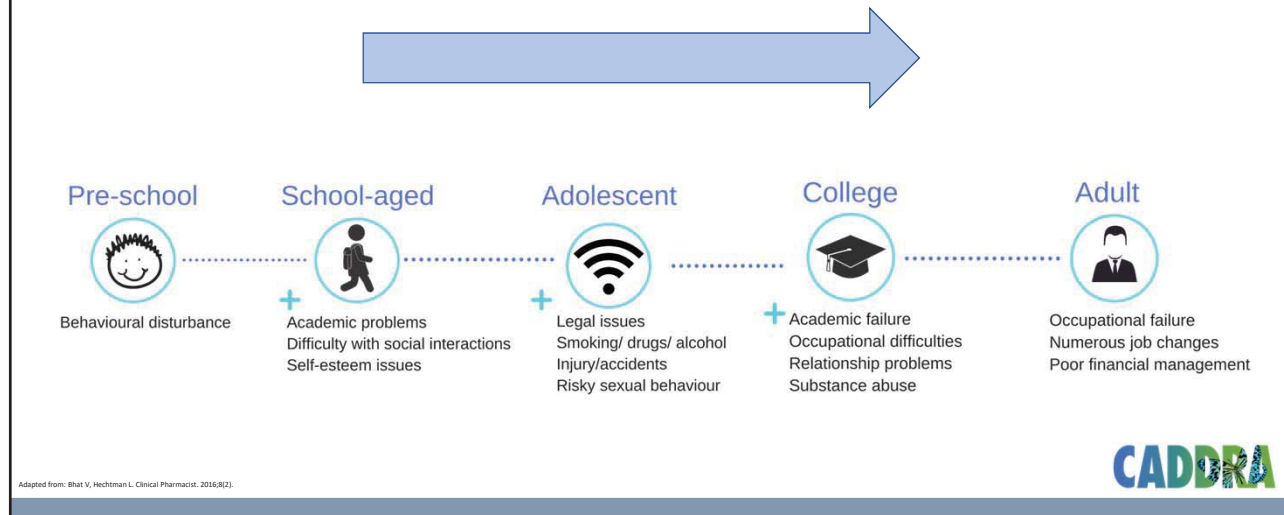 Pre-school
Behavioural disturbance
School-aged
+
Academic problems
Difficulty with social interactions
Self-esteem issues
Adolescent
+
Legal issues
Smoking/ drugs/ alcohol
Injury/accidents
Risky sexual behaviour
College
+
Academic failure
Occupational difficulties
Relationship problems
Substance abuse
Adult
Occupational failure
Numerous job changes
Poor financial management
Adapted from: Bhat V, Hechtman L. Clinical Pharmacist. 2016;8(2).
CADDRA